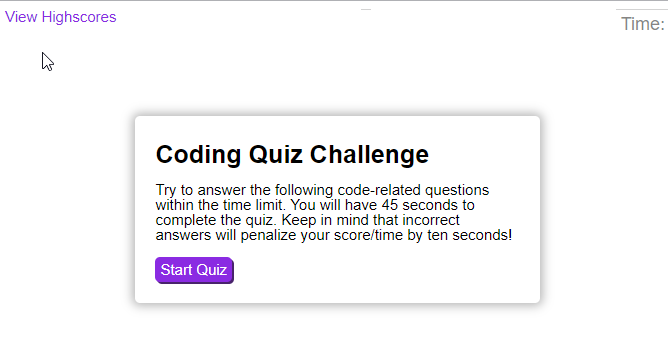 View Highscores
Time:
Coding Quiz Challenge
Try to answer the following code-related questions
within the time limit. You will have 45 seconds to
complete the quiz. Keep in mind that incorrect
answers will penalize your score/time by ten seconds!
Start Quiz